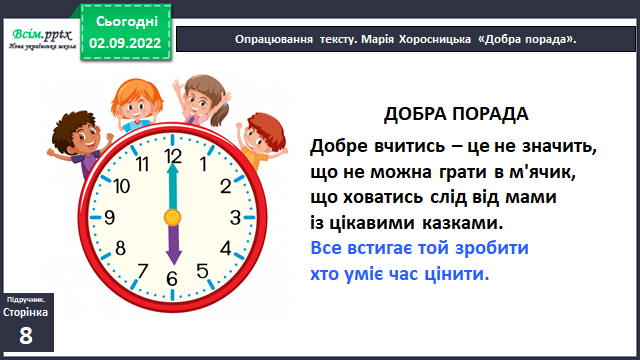 Всім.pptx
Нова українська школа
Сьогодні
02.09.2022
Опрацювання тексту. Марія Хоросницька «Добра порада».
12
1
2
3
4
5
6
7
8
9
10
11
ДОБРА ПОРАДА
Добре вчитись – це не значить,
що не можна грати в м'ячик,
що ховатись слід від мами
із цікавими казками.
Все встигає той зробити
хто уміє час цінити.
Підручник.
Сторінка
8